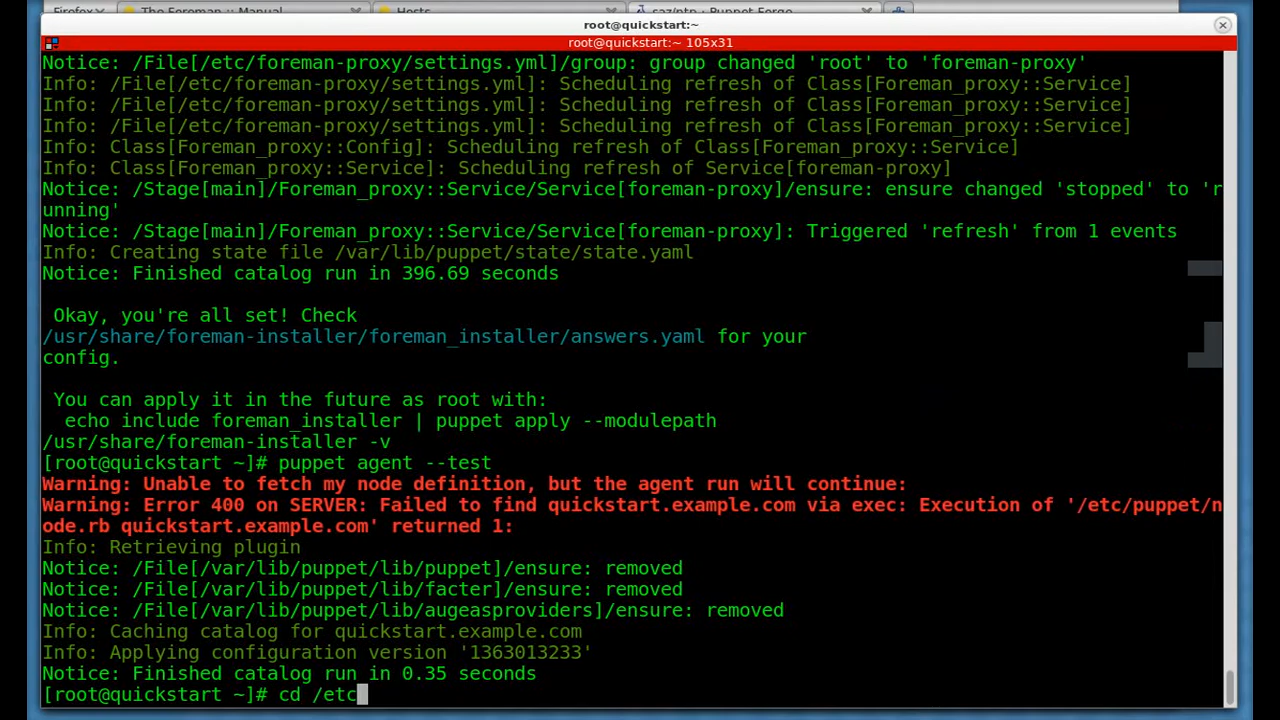 Firefox
The Foreman :: Manual
Hosts
saz/ntp · Puppet Forge
root@quickstart:~
root@quickstart:~ 105x31
Notice: /File[/etc/foreman-proxy/settings.yml]/group: group changed 'root' to 'foreman-proxy'
Info: /File[/etc/foreman-proxy/settings.yml]: Scheduling refresh of Class[Foreman_proxy::Service]
Info: /File[/etc/foreman-proxy/settings.yml]: Scheduling refresh of Class[Foreman_proxy::Service]
Info: /File[/etc/foreman-proxy/settings.yml]: Scheduling refresh of Class[Foreman_proxy::Service]
Info: Class[Foreman_proxy::Config]: Scheduling refresh of Class[Foreman_proxy::Service]
Info: Class[Foreman_proxy::Service]: Scheduling refresh of Service[foreman-proxy]
Notice: /Stage[main]/Foreman_proxy::Service/Service[foreman-proxy]/ensure: ensure changed 'stopped' to 'r
unning'
Notice: /Stage[main]/Foreman_proxy::Service/Service[foreman-proxy]: Triggered 'refresh' from 1 events
Info: Creating state file /var/lib/puppet/state/state.yaml
Notice: Finished catalog run in 396.69 seconds
Okay, you're all set! Check
/usr/share/foreman-installer/foreman_installer/answers.yaml for your
config.
You can apply it in the future as root with:
echo include foreman_installer | puppet apply --modulepath
/usr/share/foreman-installer -v
[root@quickstart ~]# puppet agent --test
Warning: Unable to fetch my node definition, but the agent run will continue:
Warning: Error 400 on SERVER: Failed to find quickstart.example.com via exec: Execution of '/etc/puppet/n
ode.rb quickstart.example.com' returned 1:
Info: Retrieving plugin
Notice: /File[/var/lib/puppet/lib/puppet]/ensure: removed
Notice: /File[/var/lib/puppet/lib/facter]/ensure: removed
Notice: /File[/var/lib/puppet/lib/augeasproviders]/ensure: removed
Info: Caching catalog for quickstart.example.com
Info: Applying configuration version '1363013233'
Notice: Finished catalog run in 0.35 seconds
[root@quickstart ~]# cd /etc